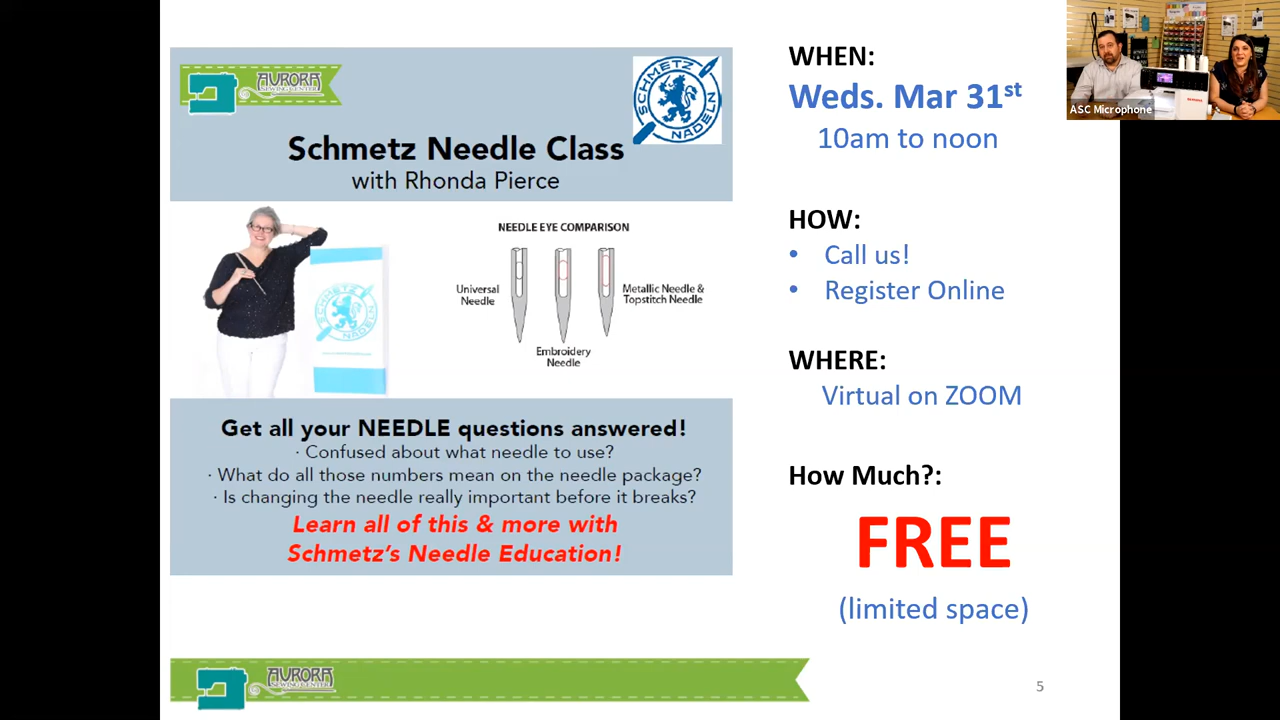 AURORA
SEWING CENTER
SCHMETZ NADELN
Schmetz Needle Class
with Rhonda Pierce
SCHMETZ NADELN
NEEDLE EYE COMPARISON
Universal
Needle
Embroidery
Needle
Metallic Needle &
Topstitch Needle
Get all your NEEDLE questions answered!
· Confused about what needle to use?
· What do all those numbers mean on the needle package?
· Is changing the needle really important before it breaks?
Learn all of this & more with
Schmetz's Needle Education!
WHEN:
Weds. Mar 31st
10am to noon
HOW:
• Call us!
• Register Online
WHERE:
Virtual on ZOOM
How Much?:
FREE
(limited space)
AURORA
SEWING CENTER
5
ASC Microphone